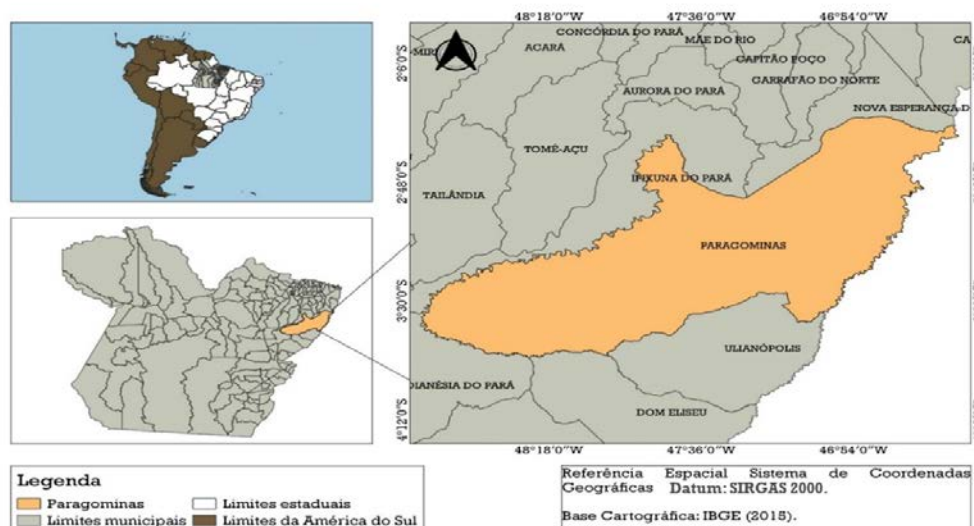 48°18'0"W 47°36'0"W 46°54'0"W
2°6'0"S
2°48'0"S
3°30'0"S
4°12'0"S
CONCÓRDIA DO PARÁ
MÃE DO RIO
ACARÁ
CAPITÃO POÇO
GARRAFÃO DO NORTE
AURORA DO PARÁ
NOVA ESPERANÇA D
TOMÉ-AÇU
IPIXUNA DO PARÁ
TAILÂNDIA
PARAGOMINAS
ULIANÓPOLIS
DIANÉSIA DO PARÁ
DOM ELISEU
48°18'0"W 47°36'0"W 46°54'0"W
Legenda
Paragominas Limites estaduais
Limites municipais Limites da América do Sul
Referência Espacial Sistema de Coordenadas
Geográficas Datum: SIRGAS 2000.
Base Cartográfica: IBGE (2015).